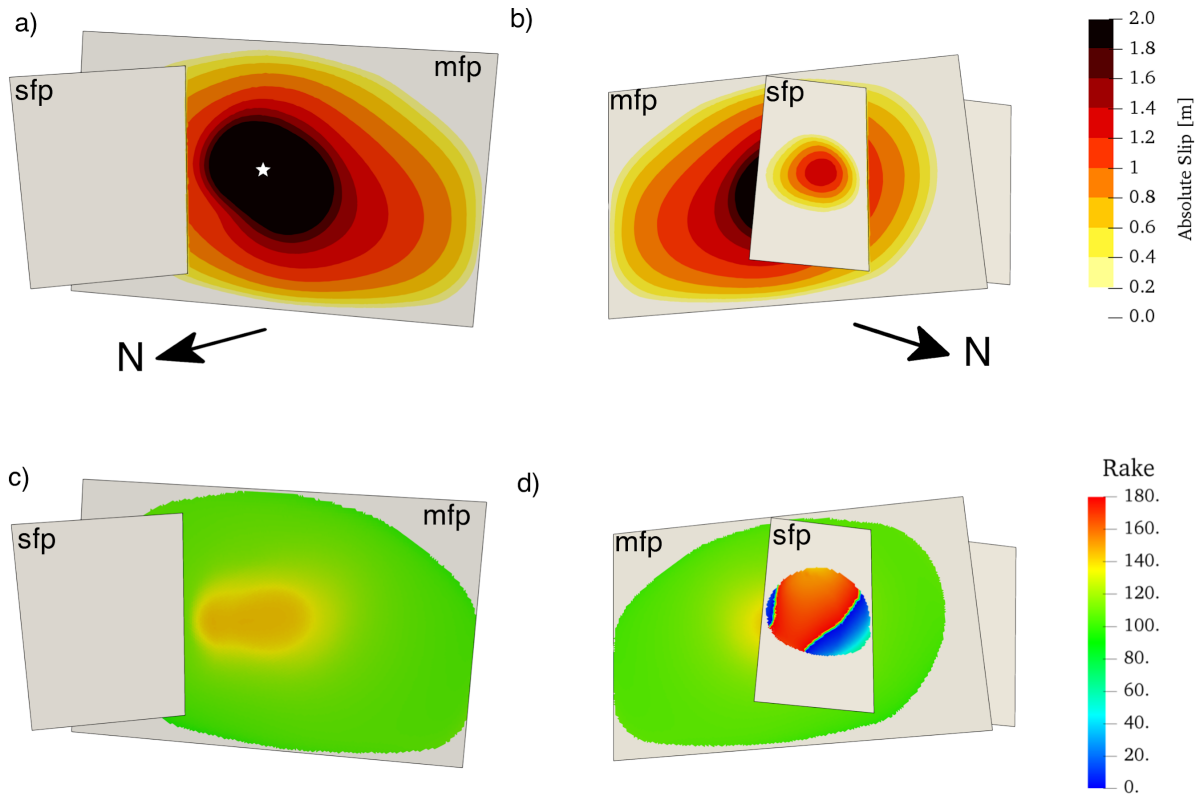 a)
sfp
mfp
N
b)
mfp
sfp
N
2.0
1.8
1.6
1.4
1.2
1
0.8
0.6
0.4
0.2
0.0
Absolute Slip [m]
c)
sfp
mfp
d)
mfp
sfp
Rake
180.
160.
140.
120.
100.
80.
60.
40.
20.
0.